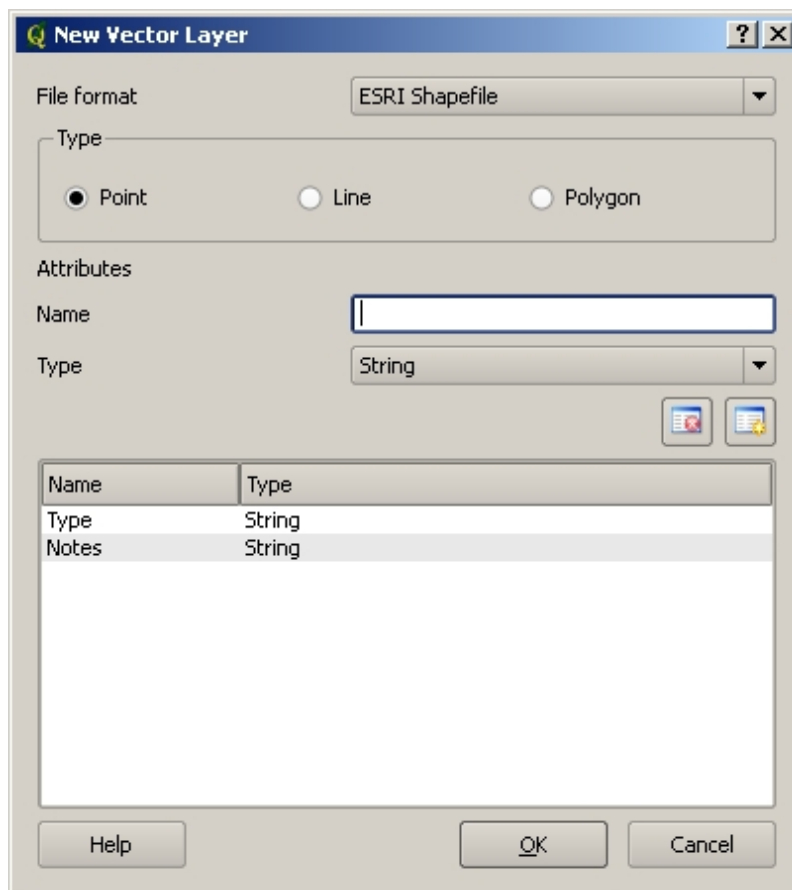 New Vector Layer
File format ESRI Shapefile
Type
Point Line Polygon
Attributes
Name
Type String
Name Type
Type String
Notes String
Help OK Cancel